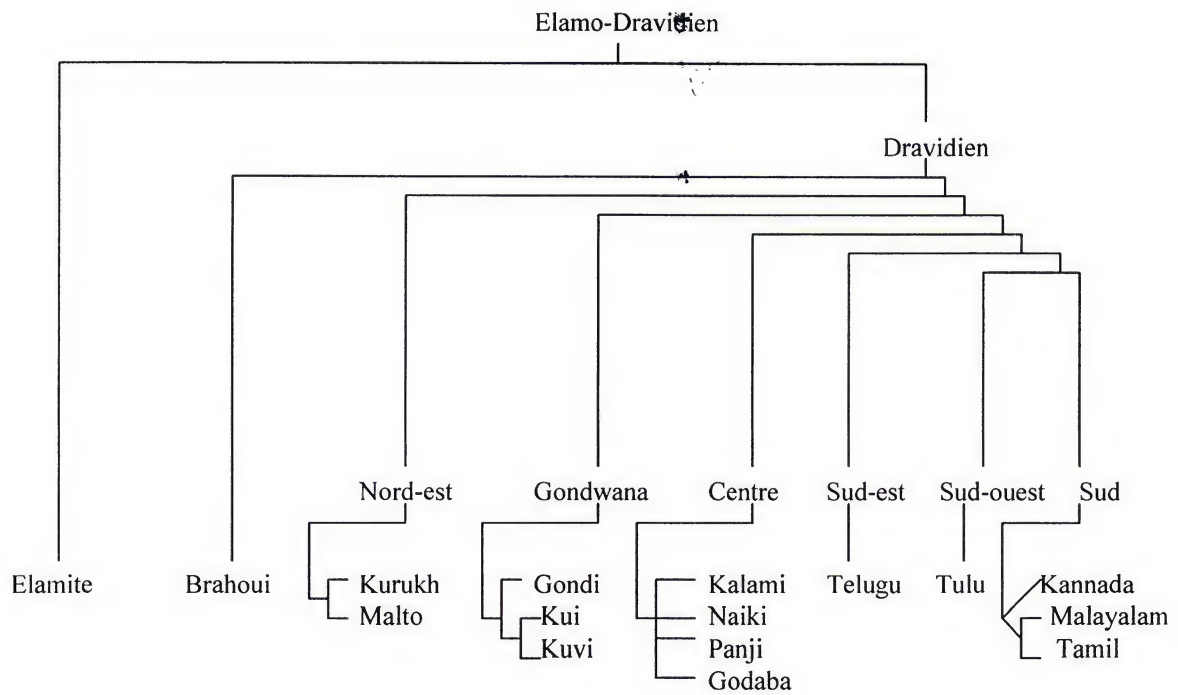 Elamo-Dravidien
Dravidien
Nord-est Gondwana Centre Sud-est Sud-ouest Sud
Elamite Brahoui Kurukh Gondi Kalami Telugu Tulu Kannada
Malto Kui Naiki Malayalam
Kuvi Panji Tamil
Godaba